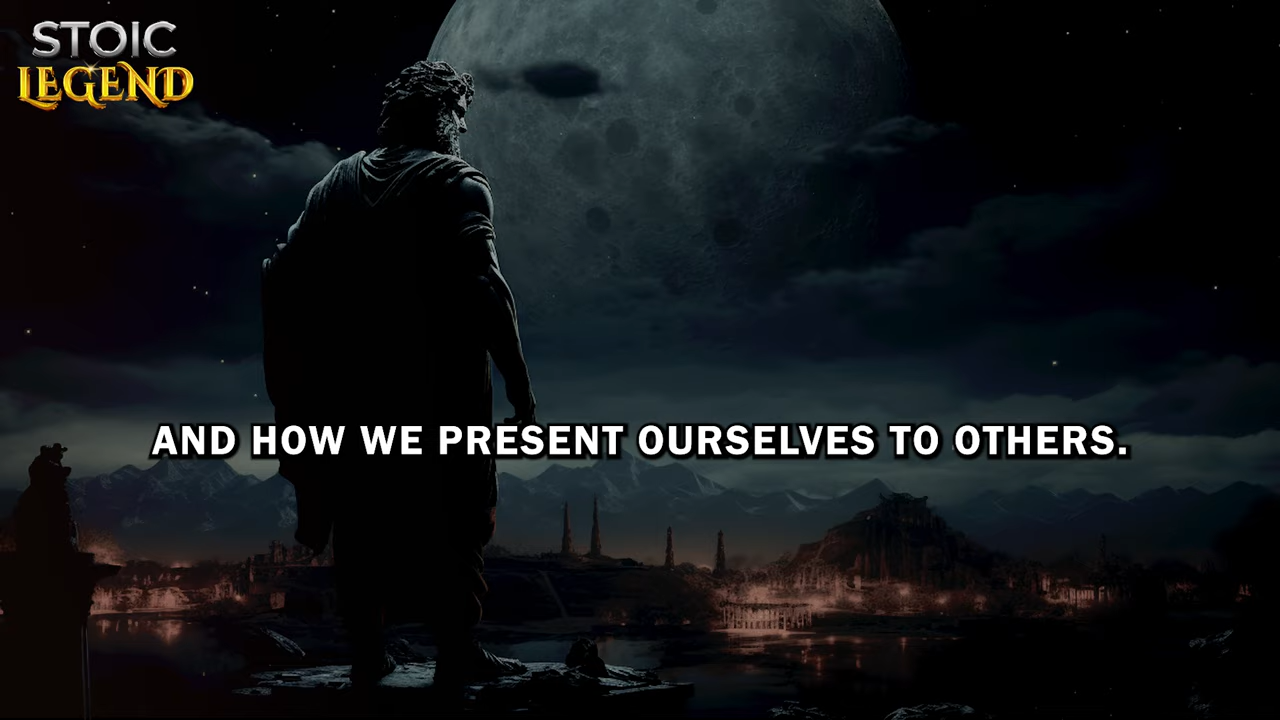 STOIC
LEGEND
AND HOW WE PRESENT OURSELVES TO OTHERS.